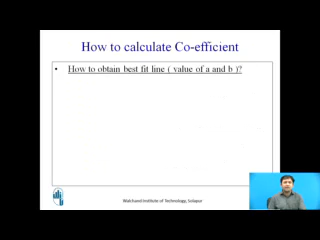 How to calculate Co-efficient
• How to obtain best fit line ( value of a and b )?
Walchand Institute of Technology, Solapur